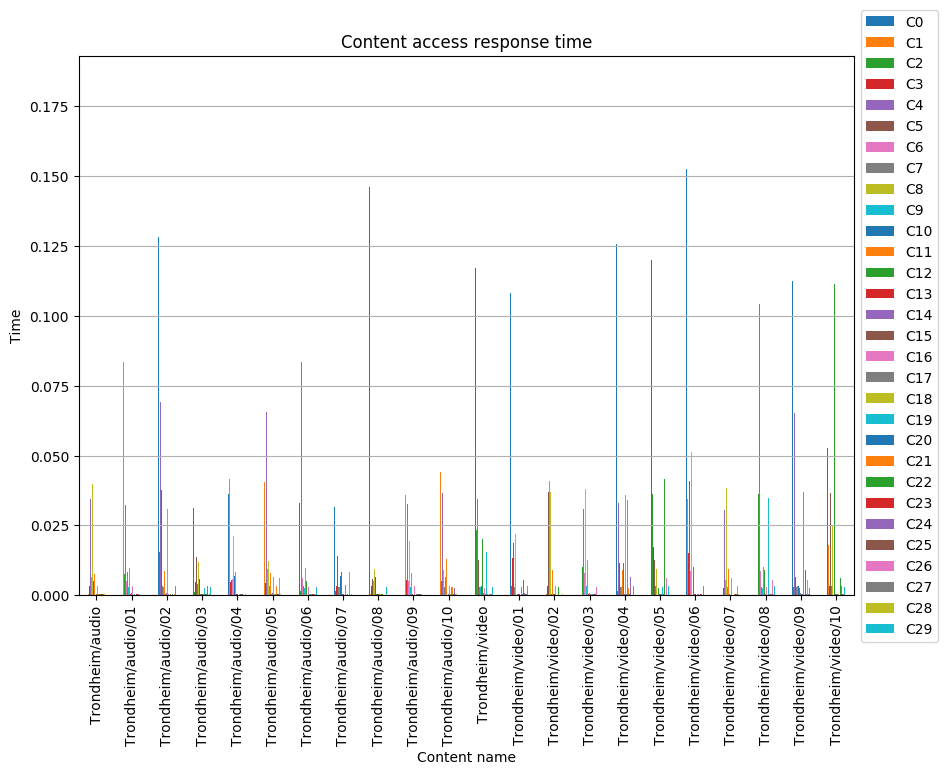 Content access response time
Time
0.175
0.150
0.125
0.100
0.075
0.050
0.025
0.000
Trondheim/audio
Trondheim/audio/01
Trondheim/audio/02
Trondheim/audio/03
Trondheim/audio/04
Trondheim/audio/05
Trondheim/audio/06
Trondheim/audio/07
Trondheim/audio/08
Trondheim/audio/09
Trondheim/audio/10
Trondheim/video
Trondheim/video/01
Trondheim/video/02
Trondheim/video/03
Trondheim/video/04
Trondheim/video/05
Trondheim/video/06
Trondheim/video/07
Trondheim/video/08
Trondheim/video/09
Trondheim/video/10
Content name
C0
C1
C2
C3
C4
C5
C6
C7
C8
C9
C10
C11
C12
C13
C14
C15
C16
C17
C18
C19
C20
C21
C22
C23
C24
C25
C26
C27
C28
C29